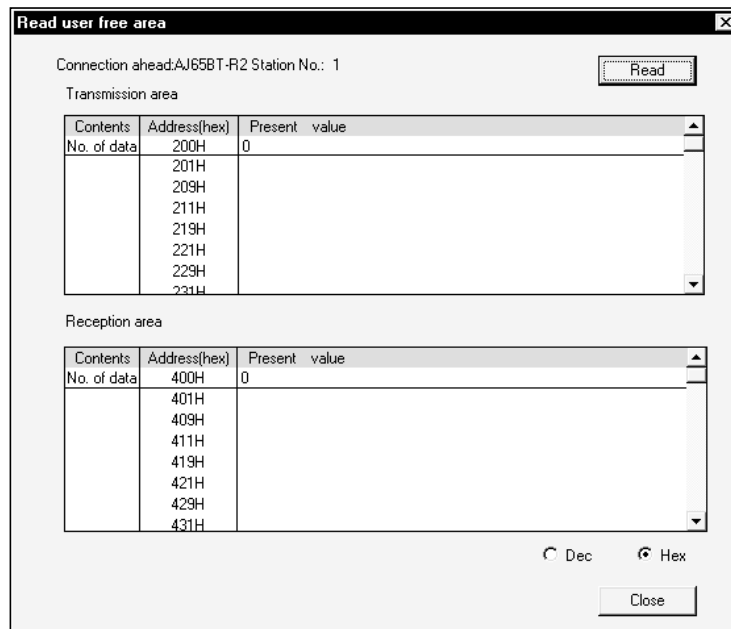 Read user free area
Connection ahead:AJ65BT-R2 Station No.: 1
Read
Transmission area
Contents Address(hex) Present value
No. of data 200H 0
201H
209H
211H
219H
221H
229H
231H
Reception area
Contents Address(hex) Present value
No. of data 400H 0
401H
409H
411H
419H
421H
429H
431H
Dec Hex
Close